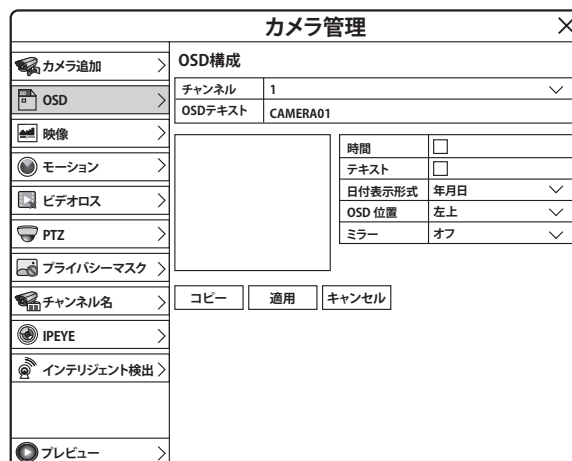 カメラ管理
カメラ追加
OSD
映像
モーション
ビデオロス
PTZ
プライバシーマスク
チャンネル名
IPEYE
インテリジェント検出
プレビュー
OSD構成
チャンネル 1
OSDテキスト CAMERA01
時間
テキスト
日付表示形式 年月日
OSD 位置 左上
ミラー オフ
コピー 適用 キャンセル